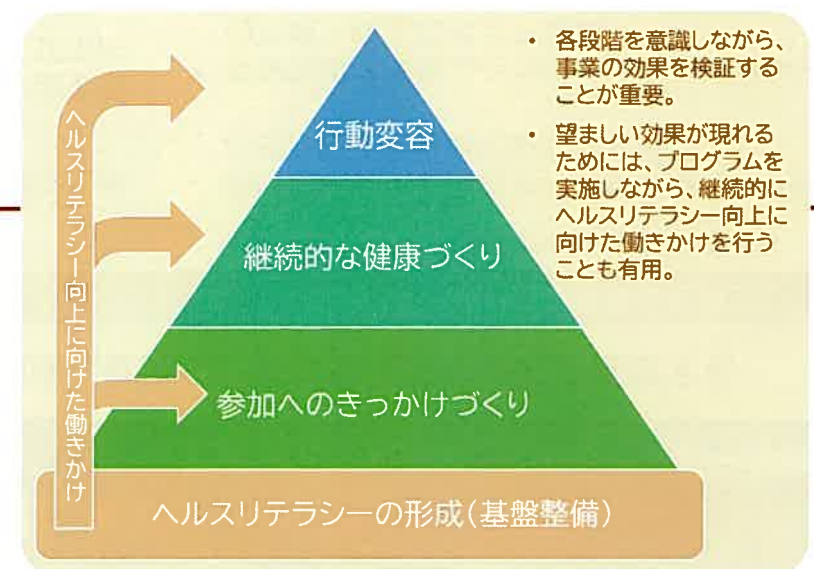 ・ 各段階を意識しながら、
事業の効果を検証する
ことが重要。
・ 望ましい効果が現れる
ためには、プログラムを
実施しながら、継続的に
ヘルスリテラシー向上に
向けた働きかけを行う
ことも有用。
行動変容
継続的な健康づくり
参加へのきっかけづくり
ヘルスリテラシー向上に向けた働きかけ
ヘルスリテラシーの形成（基盤整備）